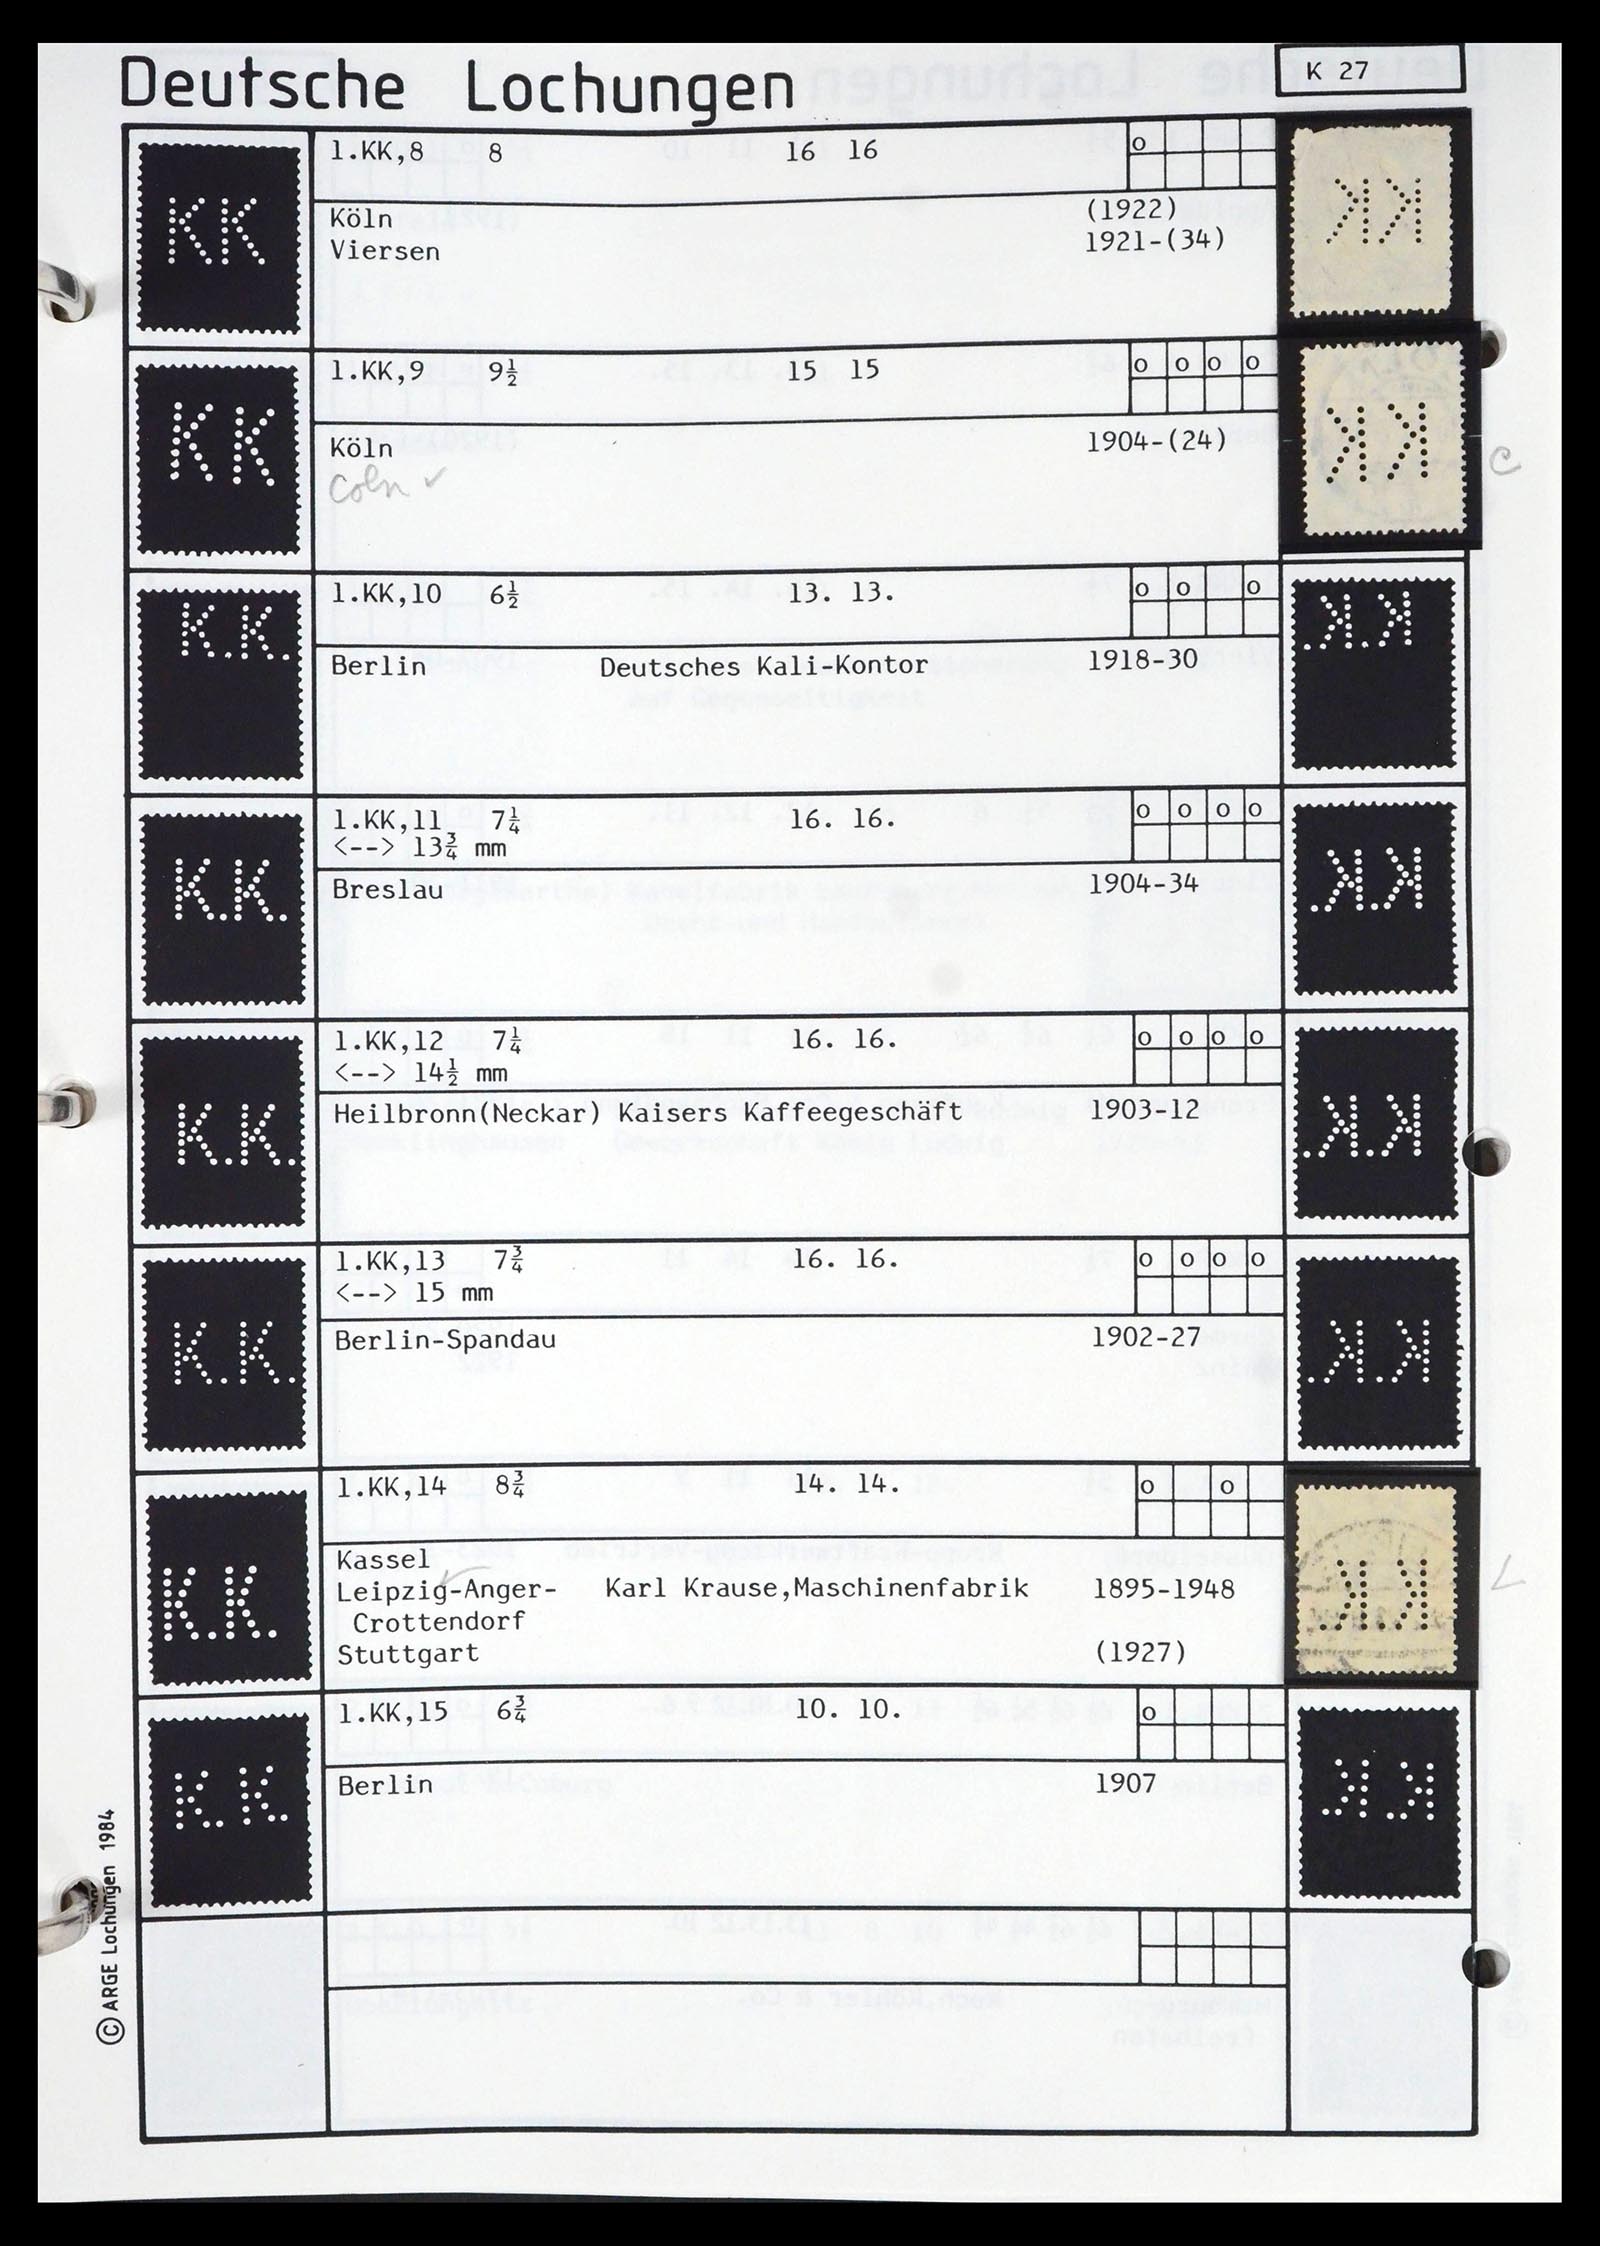 Deutsche Lochungen
K 27
KK
1.KK,8 8 16 16
o
Köln (1922)
Viersen 1921-(34)
KK
KK
1.KK,9 9½ 15 15
o o o o
Köln 1904-(24)
Coln ✓
KK
C
K.K.
1.KK,10 6½ 13. 13.
o o o
Berlin Deutsches Kali-Kontor 1918-30
K.K.
K.K.
1.KK,11 7¼ 16. 16.
<--> 13¾ mm
o o o o
Breslau 1904-34
K.K.
K.K.
1.KK,12 7¼ 16. 16.
<--> 14½ mm
o o o o
Heilbronn(Neckar) Kaisers Kaffeegeschäft 1903-12
K.K.
K.K.
1.KK,13 7¾ 16. 16.
<--> 15 mm
o o o o
Berlin-Spandau 1902-27
K.K.
K.K.
1.KK,14 8¾ 14. 14.
o o
Kassel
Leipzig-Anger- Karl Krause,Maschinenfabrik 1895-1948
Crottendorf
Stuttgart (1927)
K.K.
L
K.K.
1.KK,15 6¾ 10. 10.
o
Berlin 1907
K.K.
© ARGE Lochungen 1984